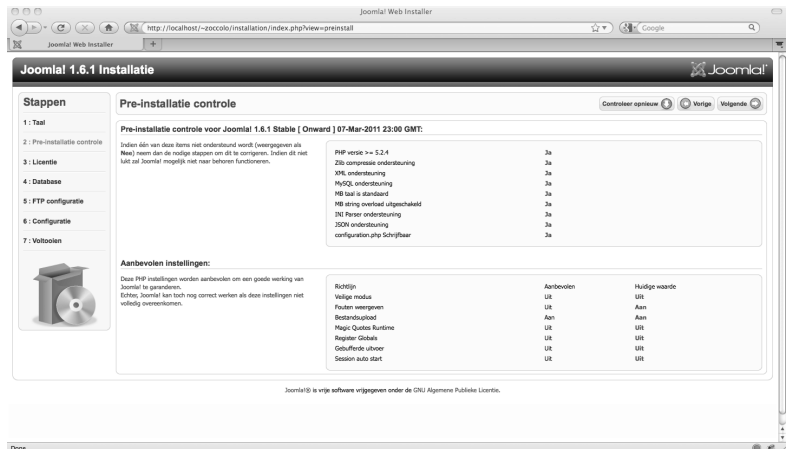 Joomla! Web Installer
http://localhost/~zoccolo/installation/index.php?view=preinstall
Google
Joomla! Web Installer
Joomla! 1.6.1 Installatie
Joomla!
Stappen
1 : Taal
2 : Pre-installatie controle
3 : Licentie
4 : Database
5 : FTP configuratie
6 : Configuratie
7 : Voltooien
Pre-installatie controle
Controleer opnieuw
Vorige
Volgende
Pre-installatie controle voor Joomla! 1.6.1 Stable [ Onward ] 07-Mar-2011 23:00 GMT:
Indien één van deze items niet ondersteund wordt (weergegeven als
Nee) neem dan de nodige stappen om dit te corrigeren. Indien dit niet
lukt zal Joomla! mogelijk niet naar behoren functioneren.
PHP versie >= 5.2.4 Ja
Zlib compressie ondersteuning Ja
XML ondersteuning Ja
MySQL ondersteuning Ja
MB taal is standaard Ja
MB string overload uitgeschakeld Ja
INI Parser ondersteuning Ja
JSON ondersteuning Ja
configuration.php Schrijfbaar Ja
Aanbevolen instellingen:
Deze PHP instellingen worden aanbevolen om een goede werking van
Joomla! te garanderen.
Echter, Joomla! kan toch nog correct werken als deze instellingen niet
volledig overeenkomen.
Richtlijn Aanbevolen Huidige waarde
Veilige modus Uit Uit
Fouten weergeven Uit Aan
Bestandsupload Aan Aan
Magic Quotes Runtime Uit Uit
Register Globals Uit Uit
Gebufferde uitvoer Uit Uit
Session auto start Uit Uit
Joomla!® is vrije software vrijgegeven onder de GNU Algemene Publieke Licentie.
Done